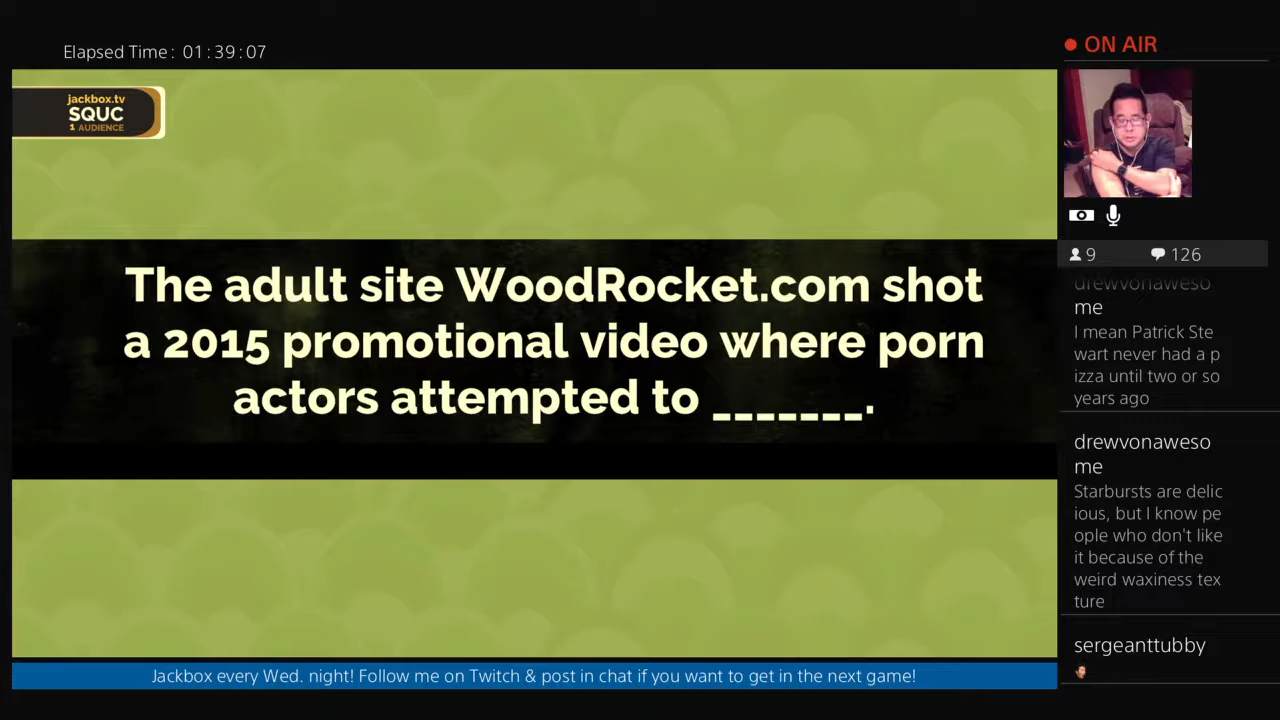 Elapsed Time: 01:39:07
ON AIR
jackbox.tv
SQUC
1 AUDIENCE
The adult site WoodRocket.com shot
a 2015 promotional video where porn
actors attempted to _______.
9
126
drewvonaweso
me
I mean Patrick Ste
wart never had a p
izza until two or so
years ago
drewvonaweso
me
Starbursts are delic
ious, but I know pe
ople who don't like
it because of the
weird waxiness tex
ture
sergeanttubby
Jackbox every Wed. night! Follow me on Twitch & post in chat if you want to get in the next game!